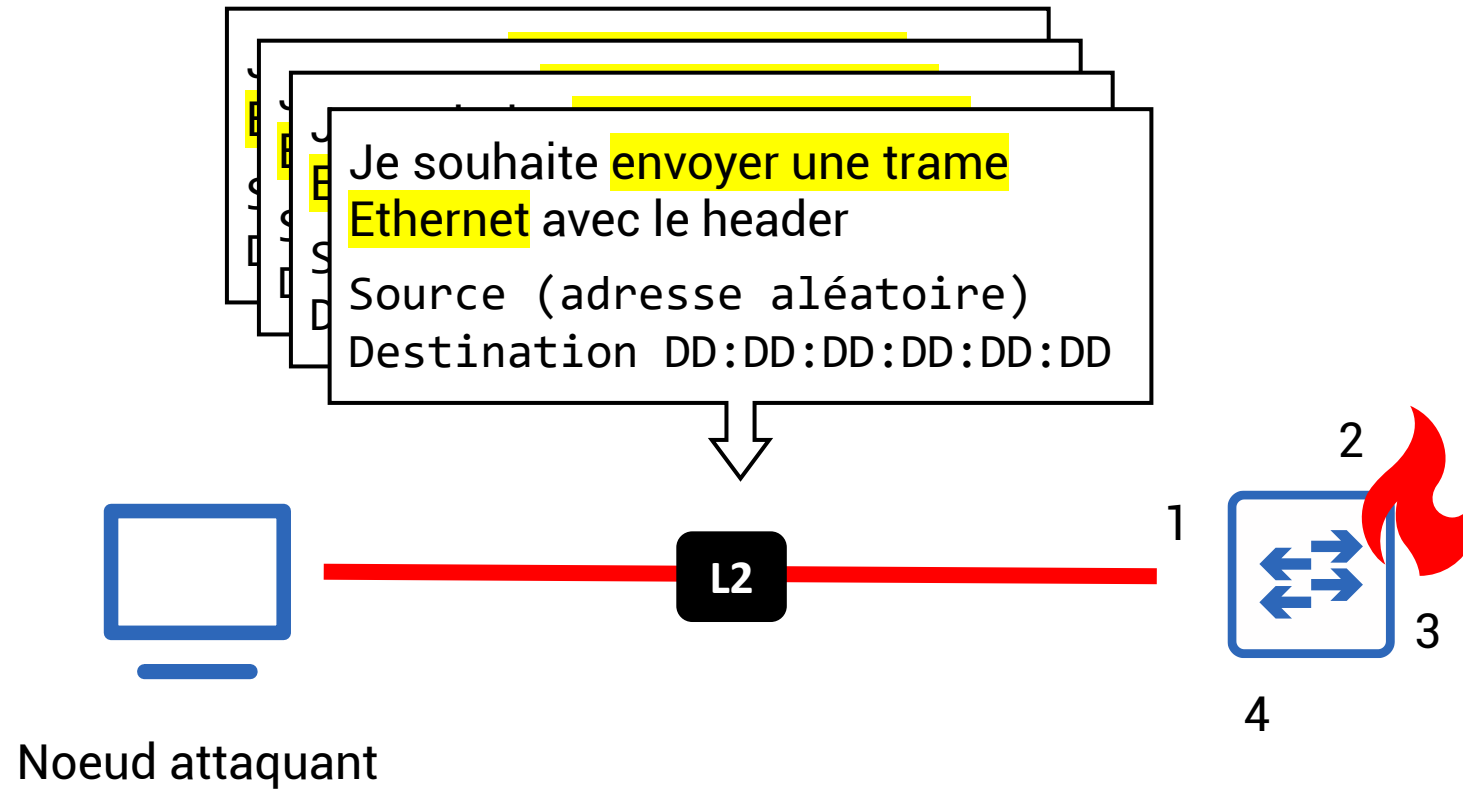 Je souhaite envoyer une trame
Ethernet avec le header
Source (adresse aléatoire)
Destination DD:DD:DD:DD:DD:DD
2
1
L2
3
4
Noeud attaquant